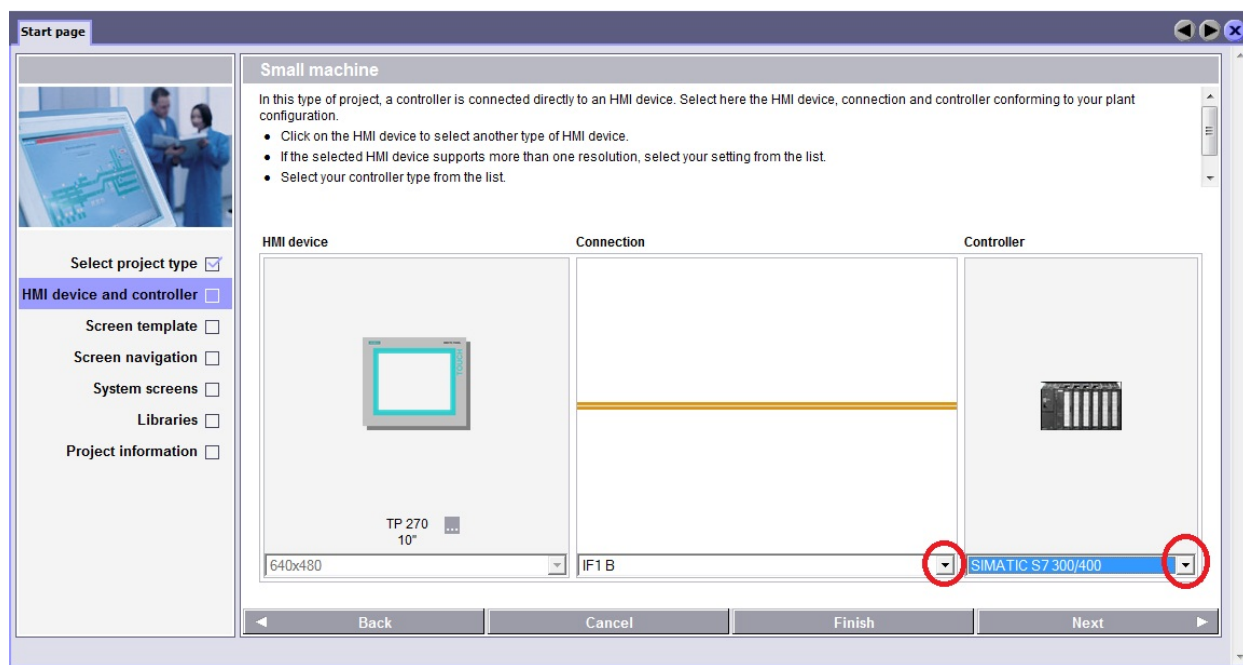 Start page
Small machine
In this type of project, a controller is connected directly to an HMI device. Select here the HMI device, connection and controller conforming to your plant
configuration.
• Click on the HMI device to select another type of HMI device.
• If the selected HMI device supports more than one resolution, select your setting from the list.
• Select your controller type from the list.
Select project type
HMI device and controller
Screen template
Screen navigation
System screens
Libraries
Project information
HMI device
Connection
Controller
TOUCH
TP 270
10"
...
640x480
IF1 B
SIMATIC S7 300/400
Back
Cancel
Finish
Next